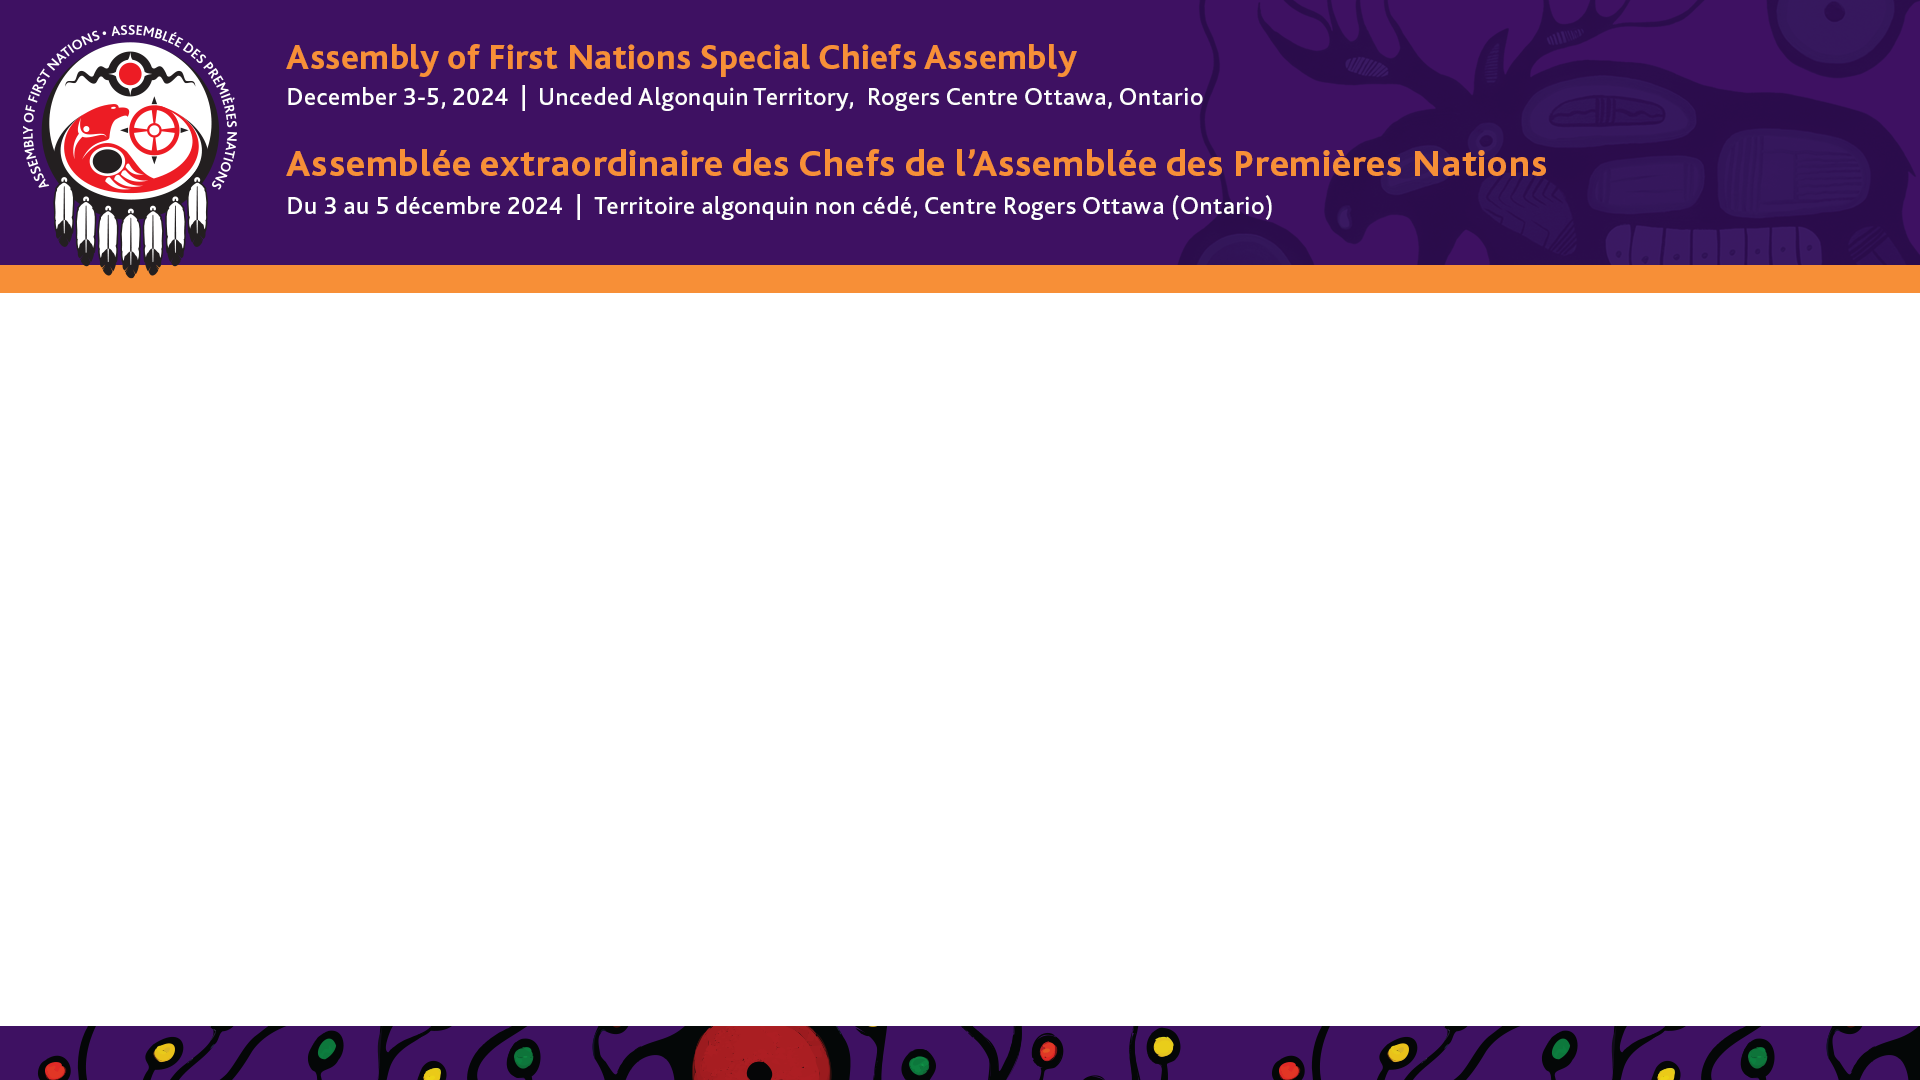 ASSEMBLY OF FIRST NATIONS • ASSEMBLÉE DES PREMIÈRES NATIONS
Assembly of First Nations Special Chiefs Assembly
December 3-5, 2024 | Unceded Algonquin Territory, Rogers Centre Ottawa, Ontario
Assemblée extraordinaire des Chefs de l’Assemblée des Premières Nations
Du 3 au 5 décembre 2024 | Territoire algonquin non cédé, Centre Rogers Ottawa (Ontario)